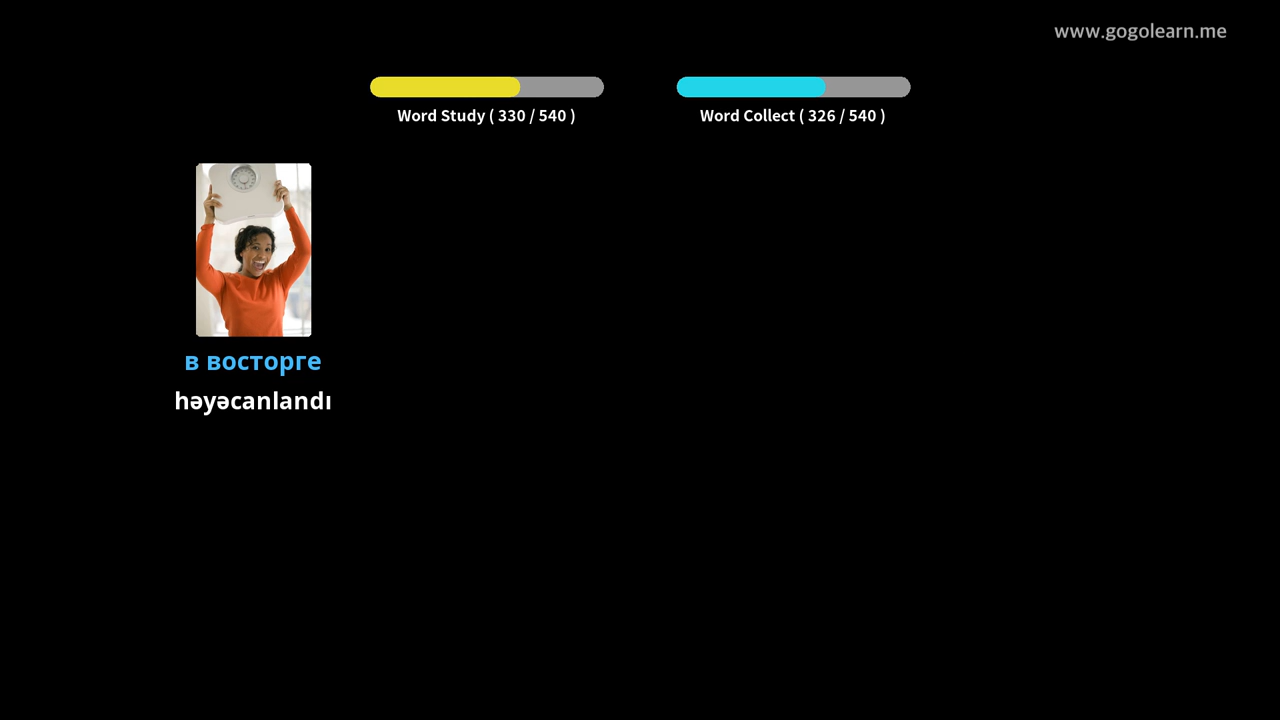 www.gogolearn.me
Word Study ( 330 / 540 )
Word Collect ( 326 / 540 )
в восторге
həyəcanlandı